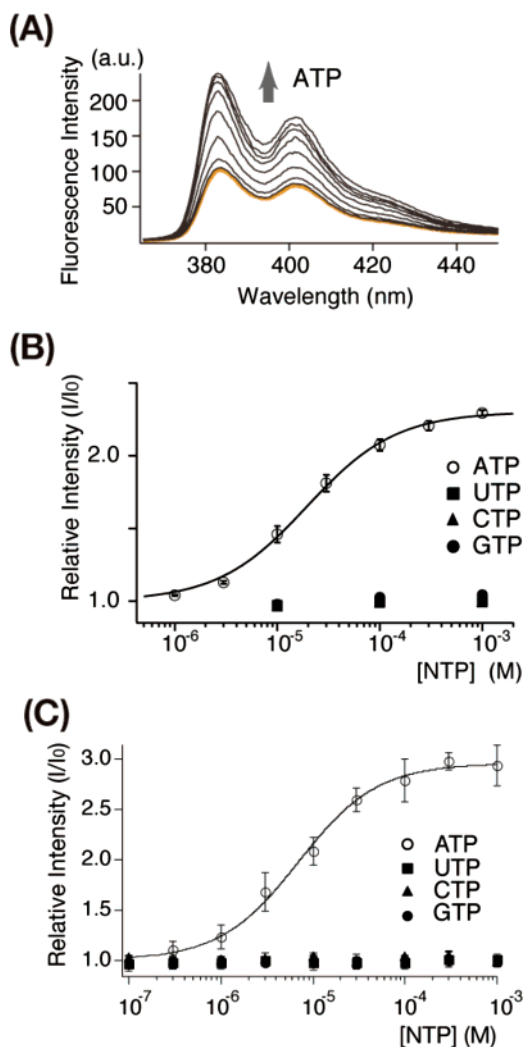 (A)
Fluorescence Intensity
(a.u.)
200
150
100
50
ATP
380
400
420
440
Wavelength (nm)
(B)
Relative Intensity (I/I0)
2.0
1.0
ATP
UTP
CTP
GTP
10-6
10-5
10-4
10-3
[NTP] (M)
(C)
Relative Intensity (I/I0)
3.0
2.5
2.0
1.5
1.0
ATP
UTP
CTP
GTP
10-7
10-6
10-5
10-4
10-3
[NTP] (M)